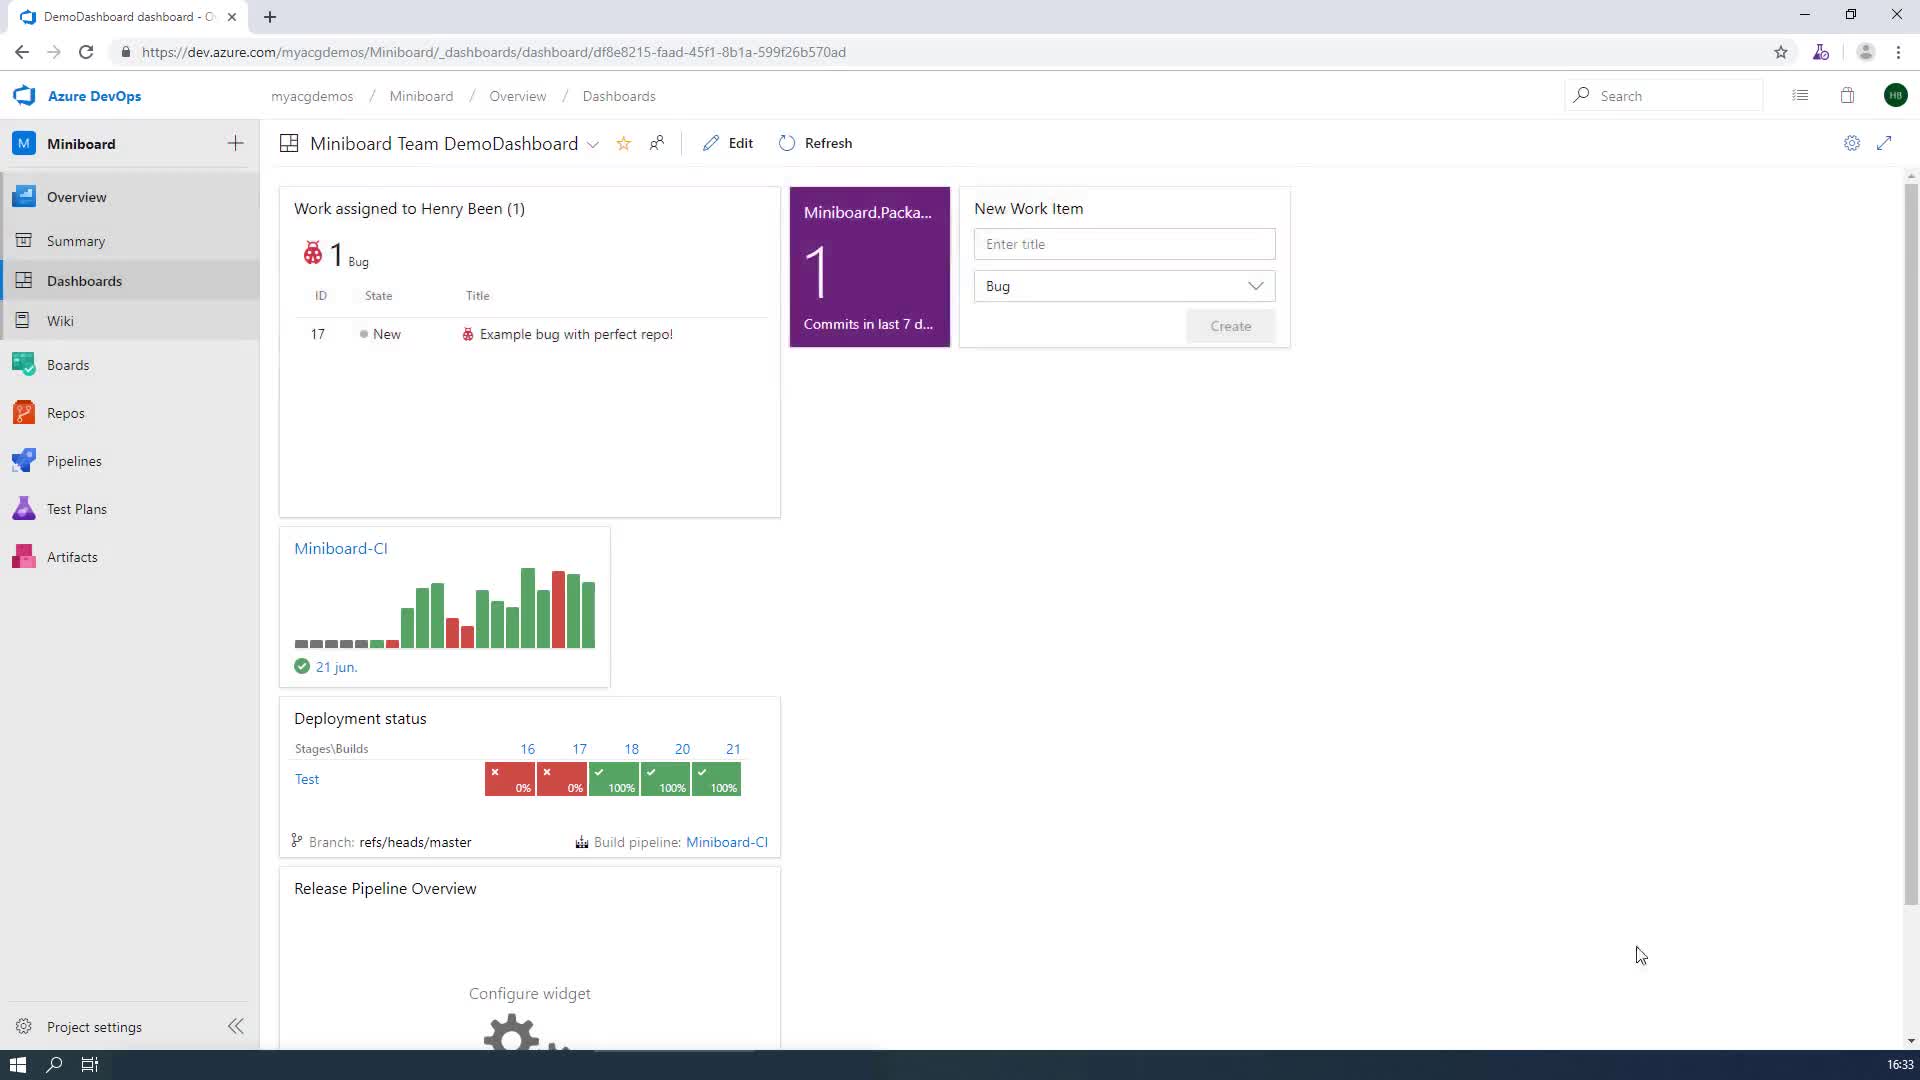 DemoDashboard dashboard - O
https://dev.azure.com/myacgdemos/Miniboard/_dashboards/dashboard/df8e8215-faad-45f1-8b1a-599f26b570ad
Azure DevOps
myacgdemos / Miniboard / Overview / Dashboards
Search
HB
M Miniboard
Miniboard Team DemoDashboard
Edit
Refresh
Overview
Summary
Dashboards
Wiki
Boards
Repos
Pipelines
Test Plans
Artifacts
Project settings
Work assigned to Henry Been (1)
1 Bug
ID State Title
17 New Example bug with perfect repo!
Miniboard.Packa...
1
Commits in last 7 d...
New Work Item
Enter title
Bug
Create
Miniboard-CI
21 jun.
Deployment status
Stages\Builds 16 17 18 20 21
Test 0% 0% 100% 100% 100%
Branch: refs/heads/master Build pipeline: Miniboard-CI
Release Pipeline Overview
Configure widget
16:33